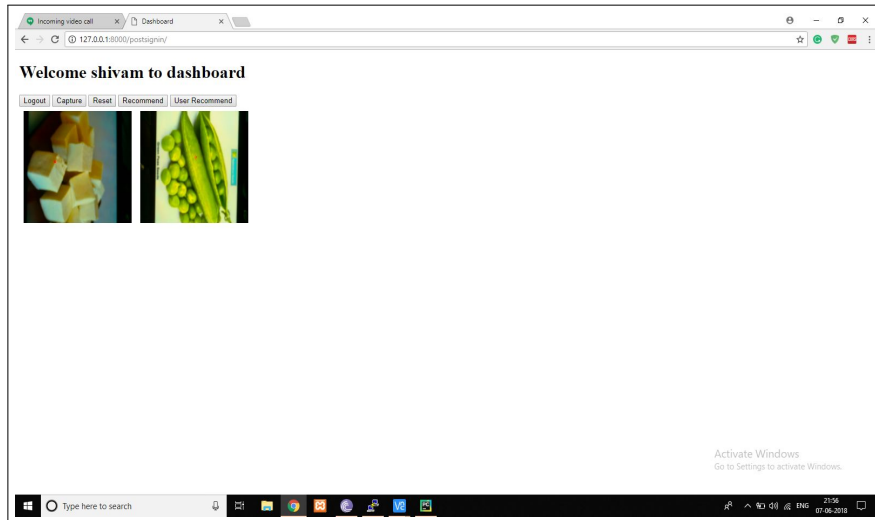 Incoming video call
Dashboard
127.0.0.1:8000/postsignin/
Welcome shivam to dashboard
Logout Capture Reset Recommend User Recommend
Activate Windows
Go to Settings to activate Windows.
Type here to search
ENG
21:56
07-06-2018